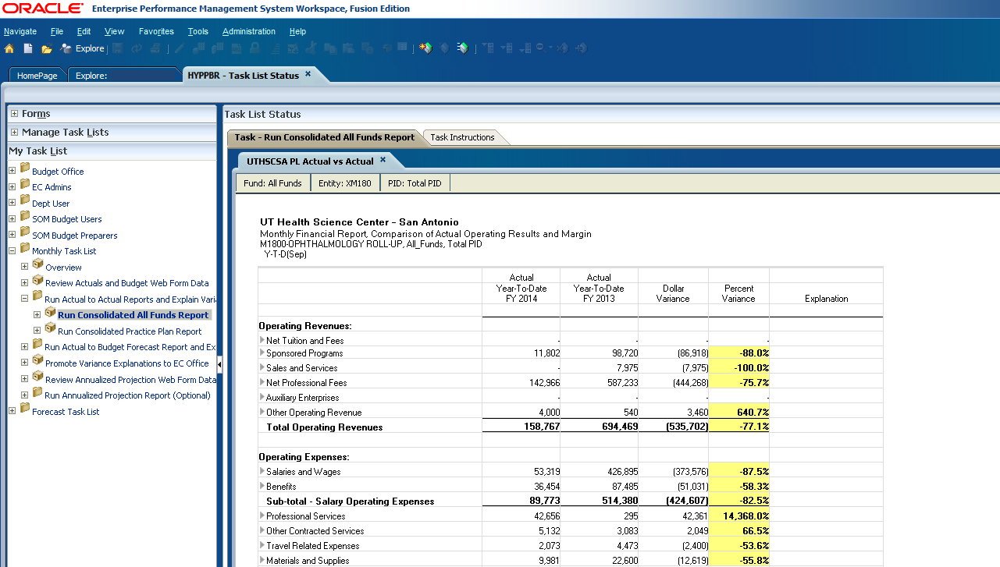 ORACLE® Enterprise Performance Management System Workspace, Fusion Edition
Navigate File Edit View Favorites Tools Administration Help
Explore
HomePage Explore: HYPPBR - Task List Status
Forms
Manage Task Lists
My Task List
Budget Office
EC Admins
Dept User
SOM Budget Users
SOM Budget Preparers
Monthly Task List
Overview
Review Actuals and Budget Web Form Data
Run Actual to Actual Reports and Explain Vari
Run Consolidated All Funds Report
Run Consolidated Practice Plan Report
Run Actual to Budget Forecast Report and Ex
Promote Variance Explanations to EC Office
Review Annualized Projection Web Form Data
Run Annualized Projection Report (Optional)
Forecast Task List
Task List Status
Task - Run Consolidated All Funds Report Task Instructions
UTHSCSA PL Actual vs Actual
Fund: All Funds Entity: XM180 PID: Total PID
UT Health Science Center - San Antonio
Monthly Financial Report, Comparison of Actual Operating Results and Margin
M1800-OPHTHALMOLOGY ROLL-UP, All_Funds, Total PID
Y-T-D(Sep)
Actual Actual
Year-To-Date Year-To-Date Dollar Percent
FY 2014 FY 2013 Variance Variance Explanation
Operating Revenues:
Net Tuition and Fees - - - -
Sponsored Programs 11,802 98,720 (86,918) -88.0%
Sales and Services - 7,975 (7,975) -100.0%
Net Professional Fees 142,966 587,233 (444,268) -75.7%
Auxiliary Enterprises - - - -
Other Operating Revenue 4,000 540 3,460 640.7%
Total Operating Revenues 158,767 694,469 (535,702) -77.1%
Operating Expenses:
Salaries and Wages 53,319 426,895 (373,576) -87.5%
Benefits 36,454 87,485 (51,031) -58.3%
Sub-total - Salary Operating Expenses 89,773 514,380 (424,607) -82.5%
Professional Services 42,656 295 42,361 14,368.0%
Other Contracted Services 5,132 3,083 2,049 66.5%
Travel Related Expenses 2,073 4,473 (2,400) -53.6%
Materials and Supplies 9,981 22,600 (12,619) -55.8%